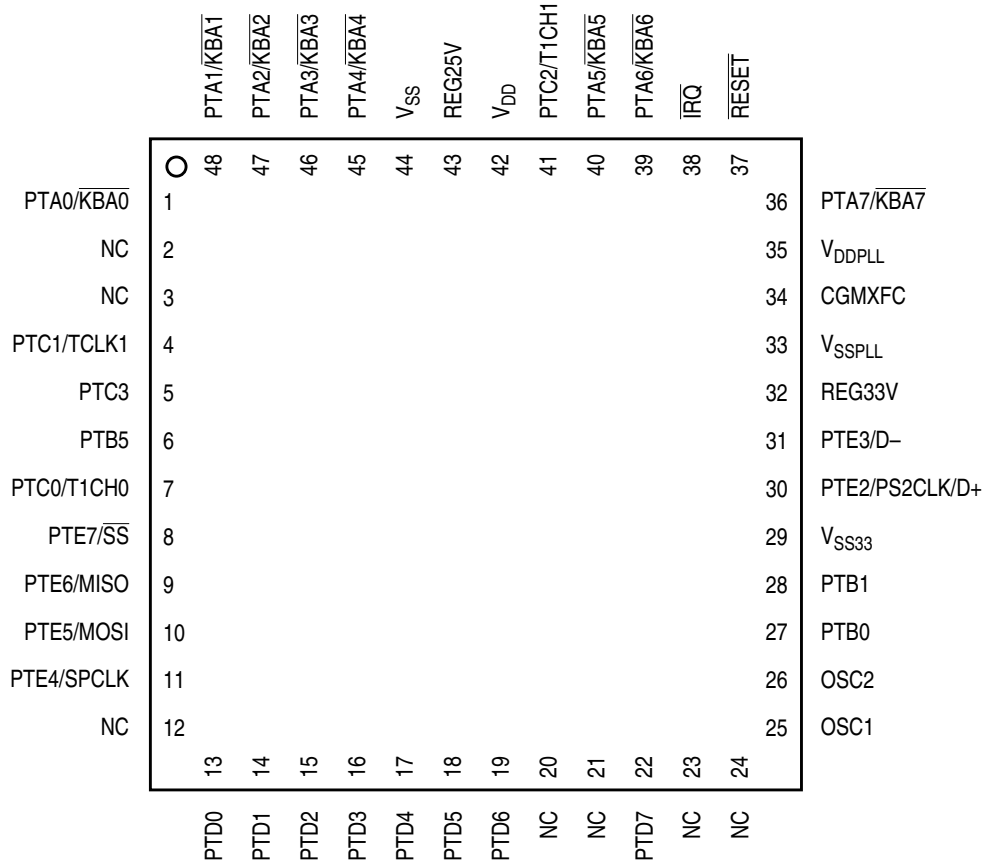 PTA1/KBA1 PTA2/KBA2 PTA3/KBA3 PTA4/KBA4 VSS REG25V VDD PTC2/T1CH1 PTA5/KBA5 PTA6/KBA6 IRQ RESET
48 47 46 45 44 43 42 41 40 39 38 37
PTA0/KBA0 1 36 PTA7/KBA7
NC 2 35 VDDPLL
NC 3 34 CGMXFC
PTC1/TCLK1 4 33 VSSPLL
PTC3 5 32 REG33V
PTB5 6 31 PTE3/D–
PTC0/T1CH0 7 30 PTE2/PS2CLK/D+
PTE7/SS 8 29 VSS33
PTE6/MISO 9 28 PTB1
PTE5/MOSI 10 27 PTB0
PTE4/SPCLK 11 26 OSC2
NC 12 25 OSC1
13 14 15 16 17 18 19 20 21 22 23 24
PTD0 PTD1 PTD2 PTD3 PTD4 PTD5 PTD6 NC NC PTD7 NC NC